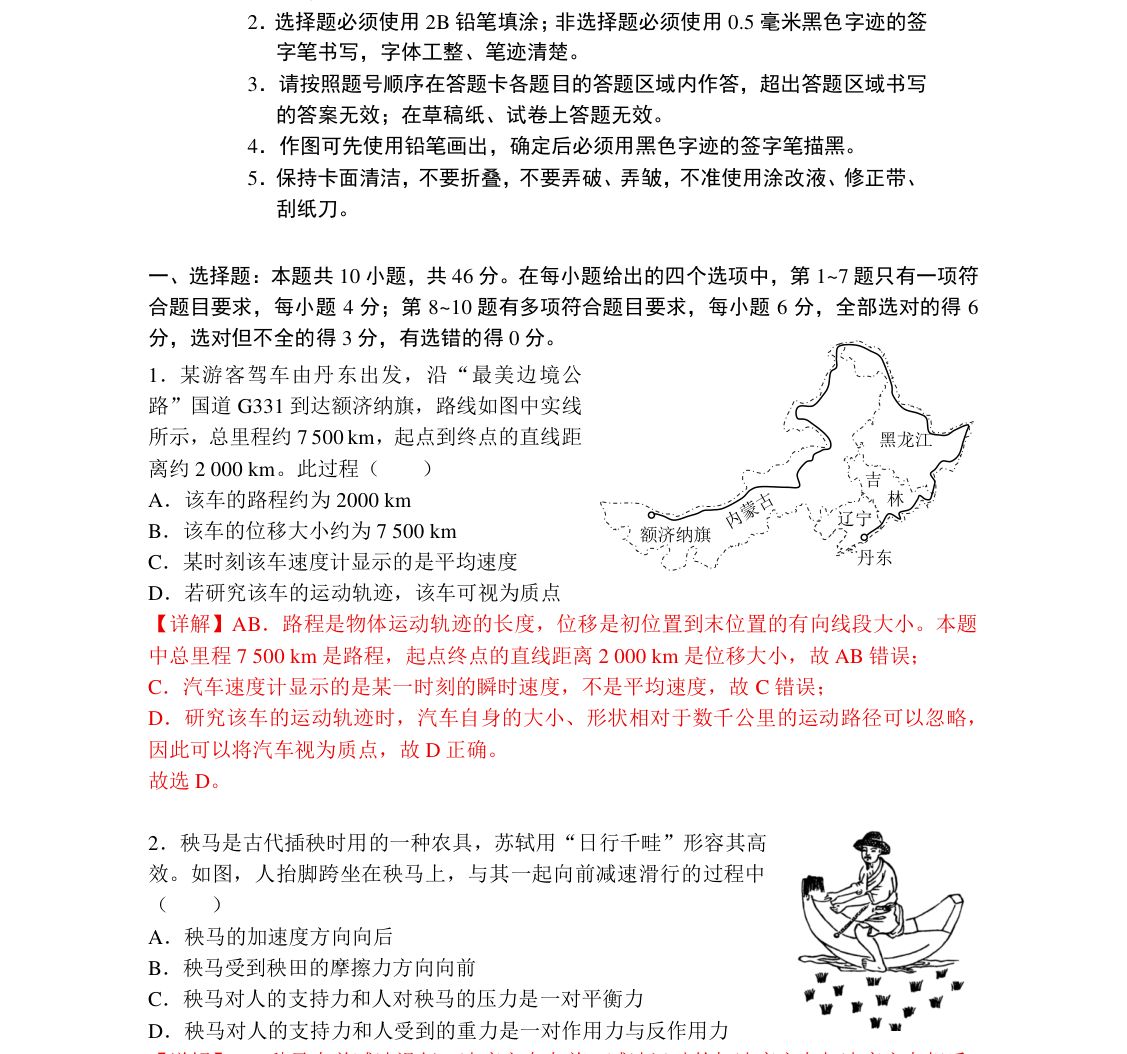 2．选择题必须使用 2B 铅笔填涂；非选择题必须使用 0.5 毫米黑色字迹的签
字笔书写，字体工整、笔迹清楚。
3．请按照题号顺序在答题卡各题目的答题区域内作答，超出答题区域书写
的答案无效；在草稿纸、试卷上答题无效。
4．作图可先使用铅笔画出，确定后必须用黑色字迹的签字笔描黑。
5．保持卡面清洁，不要折叠，不要弄破、弄皱，不准使用涂改液、修正带、
刮纸刀。
一、选择题：本题共 10 小题，共 46 分。在每小题给出的四个选项中，第 1~7 题只有一项符
合题目要求，每小题 4 分；第 8~10 题有多项符合题目要求，每小题 6 分，全部选对的得 6
分，选对但不全的得 3 分，有选错的得 0 分。
1．某游客驾车由丹东出发，沿“最美边境公
路”国道 G331 到达额济纳旗，路线如图中实线
所示，总里程约 7 500 km，起点到终点的直线距
离约 2 000 km。此过程（　　）
A．该车的路程约为 2000 km
B．该车的位移大小约为 7 500 km
C．某时刻该车速度计显示的是平均速度
D．若研究该车的运动轨迹，该车可视为质点
黑龙江
吉
林
辽宁
内蒙古
额济纳旗
丹东
【详解】AB．路程是物体运动轨迹的长度，位移是初位置到末位置的有向线段大小。本题
中总里程 7 500 km 是路程，起点终点的直线距离 2 000 km 是位移大小，故 AB 错误；
C．汽车速度计显示的是某一时刻的瞬时速度，不是平均速度，故 C 错误；
D．研究该车的运动轨迹时，汽车自身的大小、形状相对于数千公里的运动路径可以忽略，
因此可以将汽车视为质点，故 D 正确。
故选 D。
2．秧马是古代插秧时用的一种农具，苏轼用“日行千畦”形容其高
效。如图，人抬脚跨坐在秧马上，与其一起向前减速滑行的过程中
（　　）
A．秧马的加速度方向向后
B．秧马受到秧田的摩擦力方向向前
C．秧马对人的支持力和人对秧马的压力是一对平衡力
D．秧马对人的支持力和人受到的重力是一对作用力与反作用力